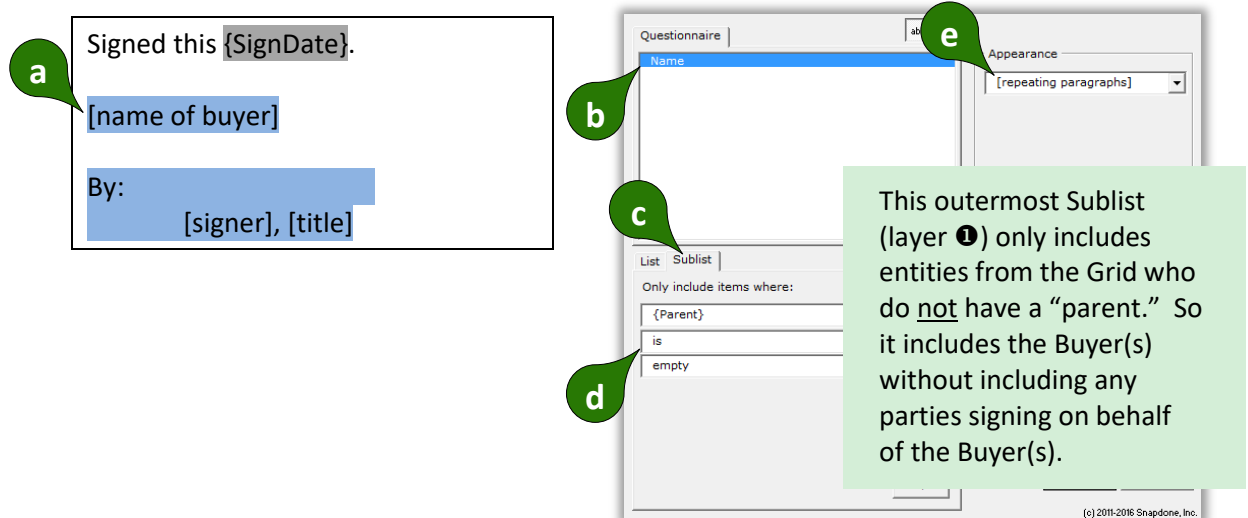 Signed this {SignDate}.
a
[name of buyer]
By:
[signer], [title]
Questionnaire
ab
e
Name
Appearance
[repeating paragraphs]
b
c
List Sublist
Only include items where:
{Parent}
is
empty
d
This outermost Sublist
(layer ❶) only includes
entities from the Grid who
do not have a “parent.” So
it includes the Buyer(s)
without including any
parties signing on behalf
of the Buyer(s).
(c) 2011-2016 Snapdone, Inc.